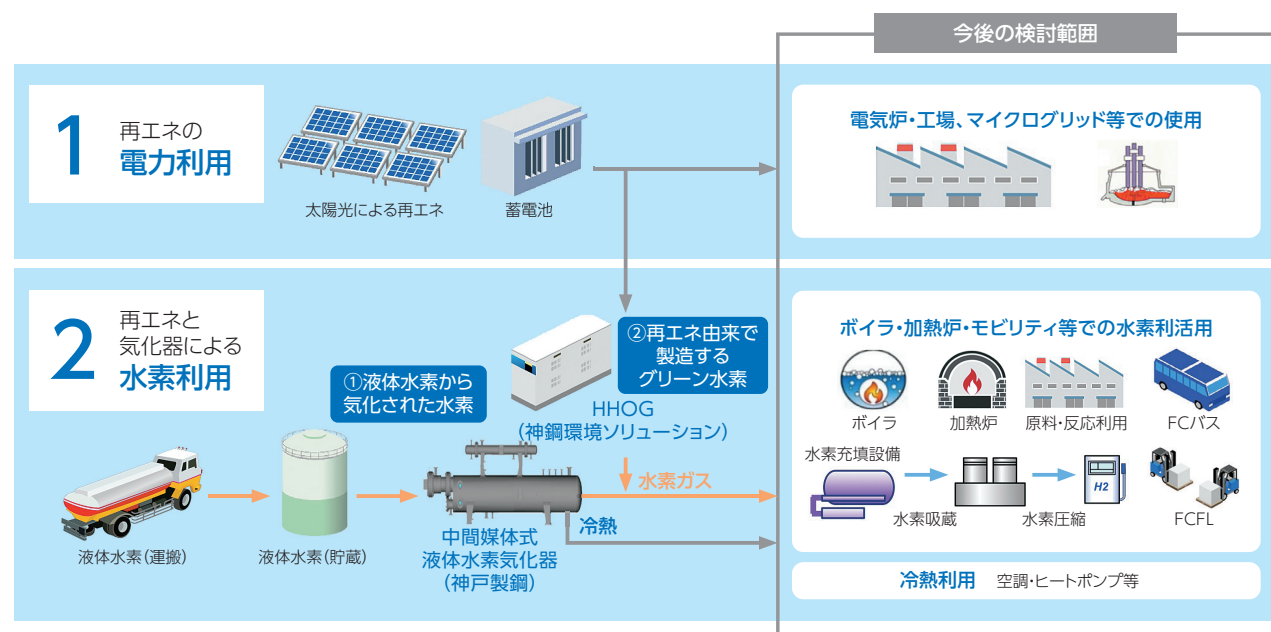 今後の検討範囲
1
再エネの
電力利用
太陽光による再エネ
蓄電池
電気炉・工場、マイクログリッド等での使用
2
再エネと
気化器による
水素利用
①液体水素から
気化された水素
②再エネ由来で
製造する
グリーン水素
HHOG
(神鋼環境ソリューション)
水素ガス
冷熱
液体水素(運搬)
液体水素(貯蔵)
中間媒体式
液体水素気化器
(神戸製鋼)
ボイラ・加熱炉・モビリティ等での水素利活用
ボイラ
加熱炉
原料・反応利用
FCバス
水素充填設備
水素吸蔵
水素圧縮
H2
FCFL
冷熱利用 空調・ヒートポンプ等